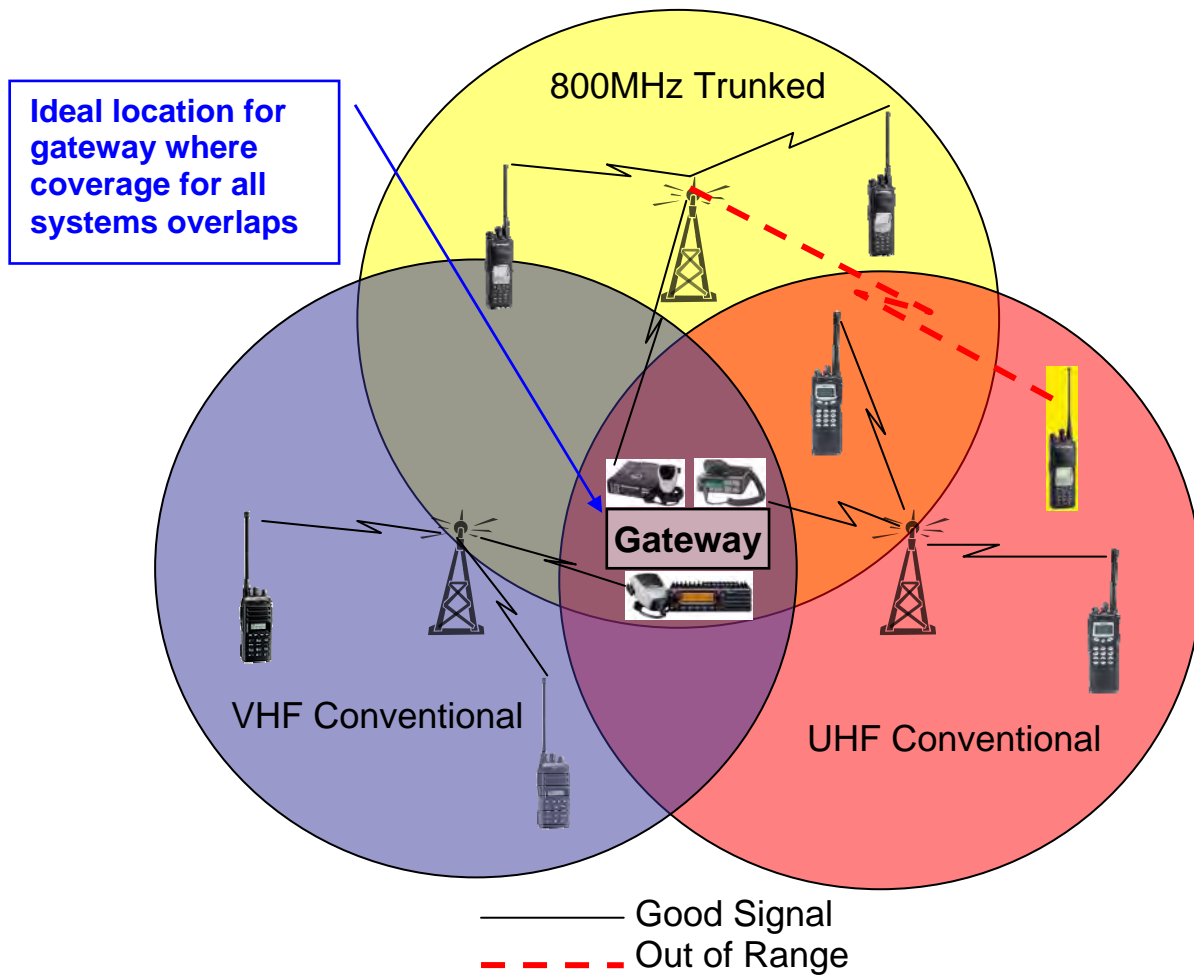 800MHz Trunked
Ideal location for
gateway where
coverage for all
systems overlaps
Gateway
VHF Conventional
UHF Conventional
Good Signal
Out of Range